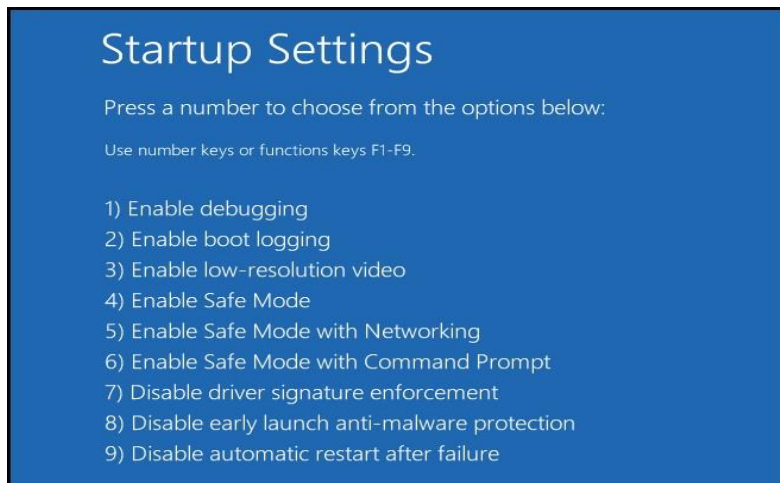 Startup Settings
Press a number to choose from the options below:
Use number keys or functions keys F1-F9.
1) Enable debugging
2) Enable boot logging
3) Enable low-resolution video
4) Enable Safe Mode
5) Enable Safe Mode with Networking
6) Enable Safe Mode with Command Prompt
7) Disable driver signature enforcement
8) Disable early launch anti-malware protection
9) Disable automatic restart after failure